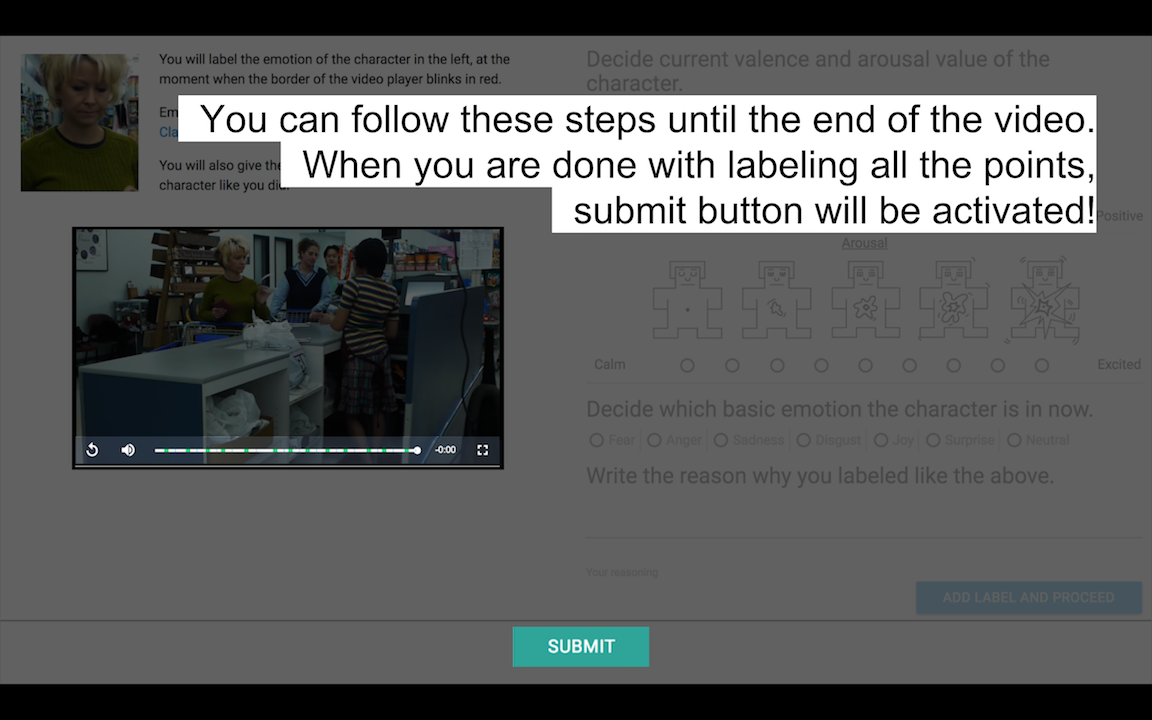 You will label the emotion of the character in the left, at the
moment when the border of the video player blinks in red.
Em
Cla
You will also give the
character like you did.
Decide current valence and arousal value of the
character.
You can follow these steps until the end of the video.
When you are done with labeling all the points,
submit button will be activated!
Positive
Arousal
Calm
Excited
Decide which basic emotion the character is in now.
Fear Anger Sadness Disgust Joy Surprise Neutral
Write the reason why you labeled like the above.
-0:00
Your reasoning
ADD LABEL AND PROCEED
SUBMIT